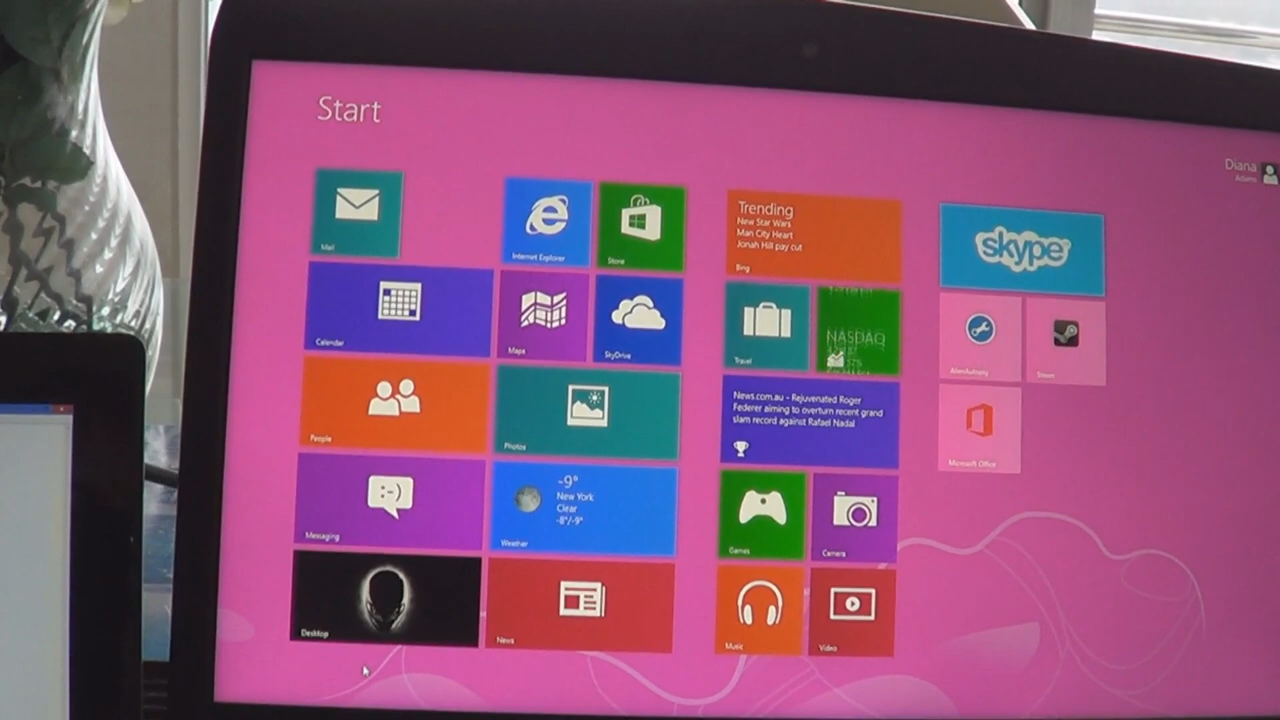 Start
Diana
Adams
Mail
Internet Explorer
Store
Calendar
Maps
SkyDrive
People
Photos
Messaging
-9°
New York
Clear
-8°/-9°
Weather
Desktop
News
Trending
New Star Wars
Man City Heart
Jonah Hill pay cut
Bing
Travel
NASDAQ
News.com.au - Rejuvenated Roger
Federer aiming to overturn recent grand
slam record against Rafael Nadal
Games
Camera
Music
Video
skype
AlienAutopsy
Steam
Microsoft Office